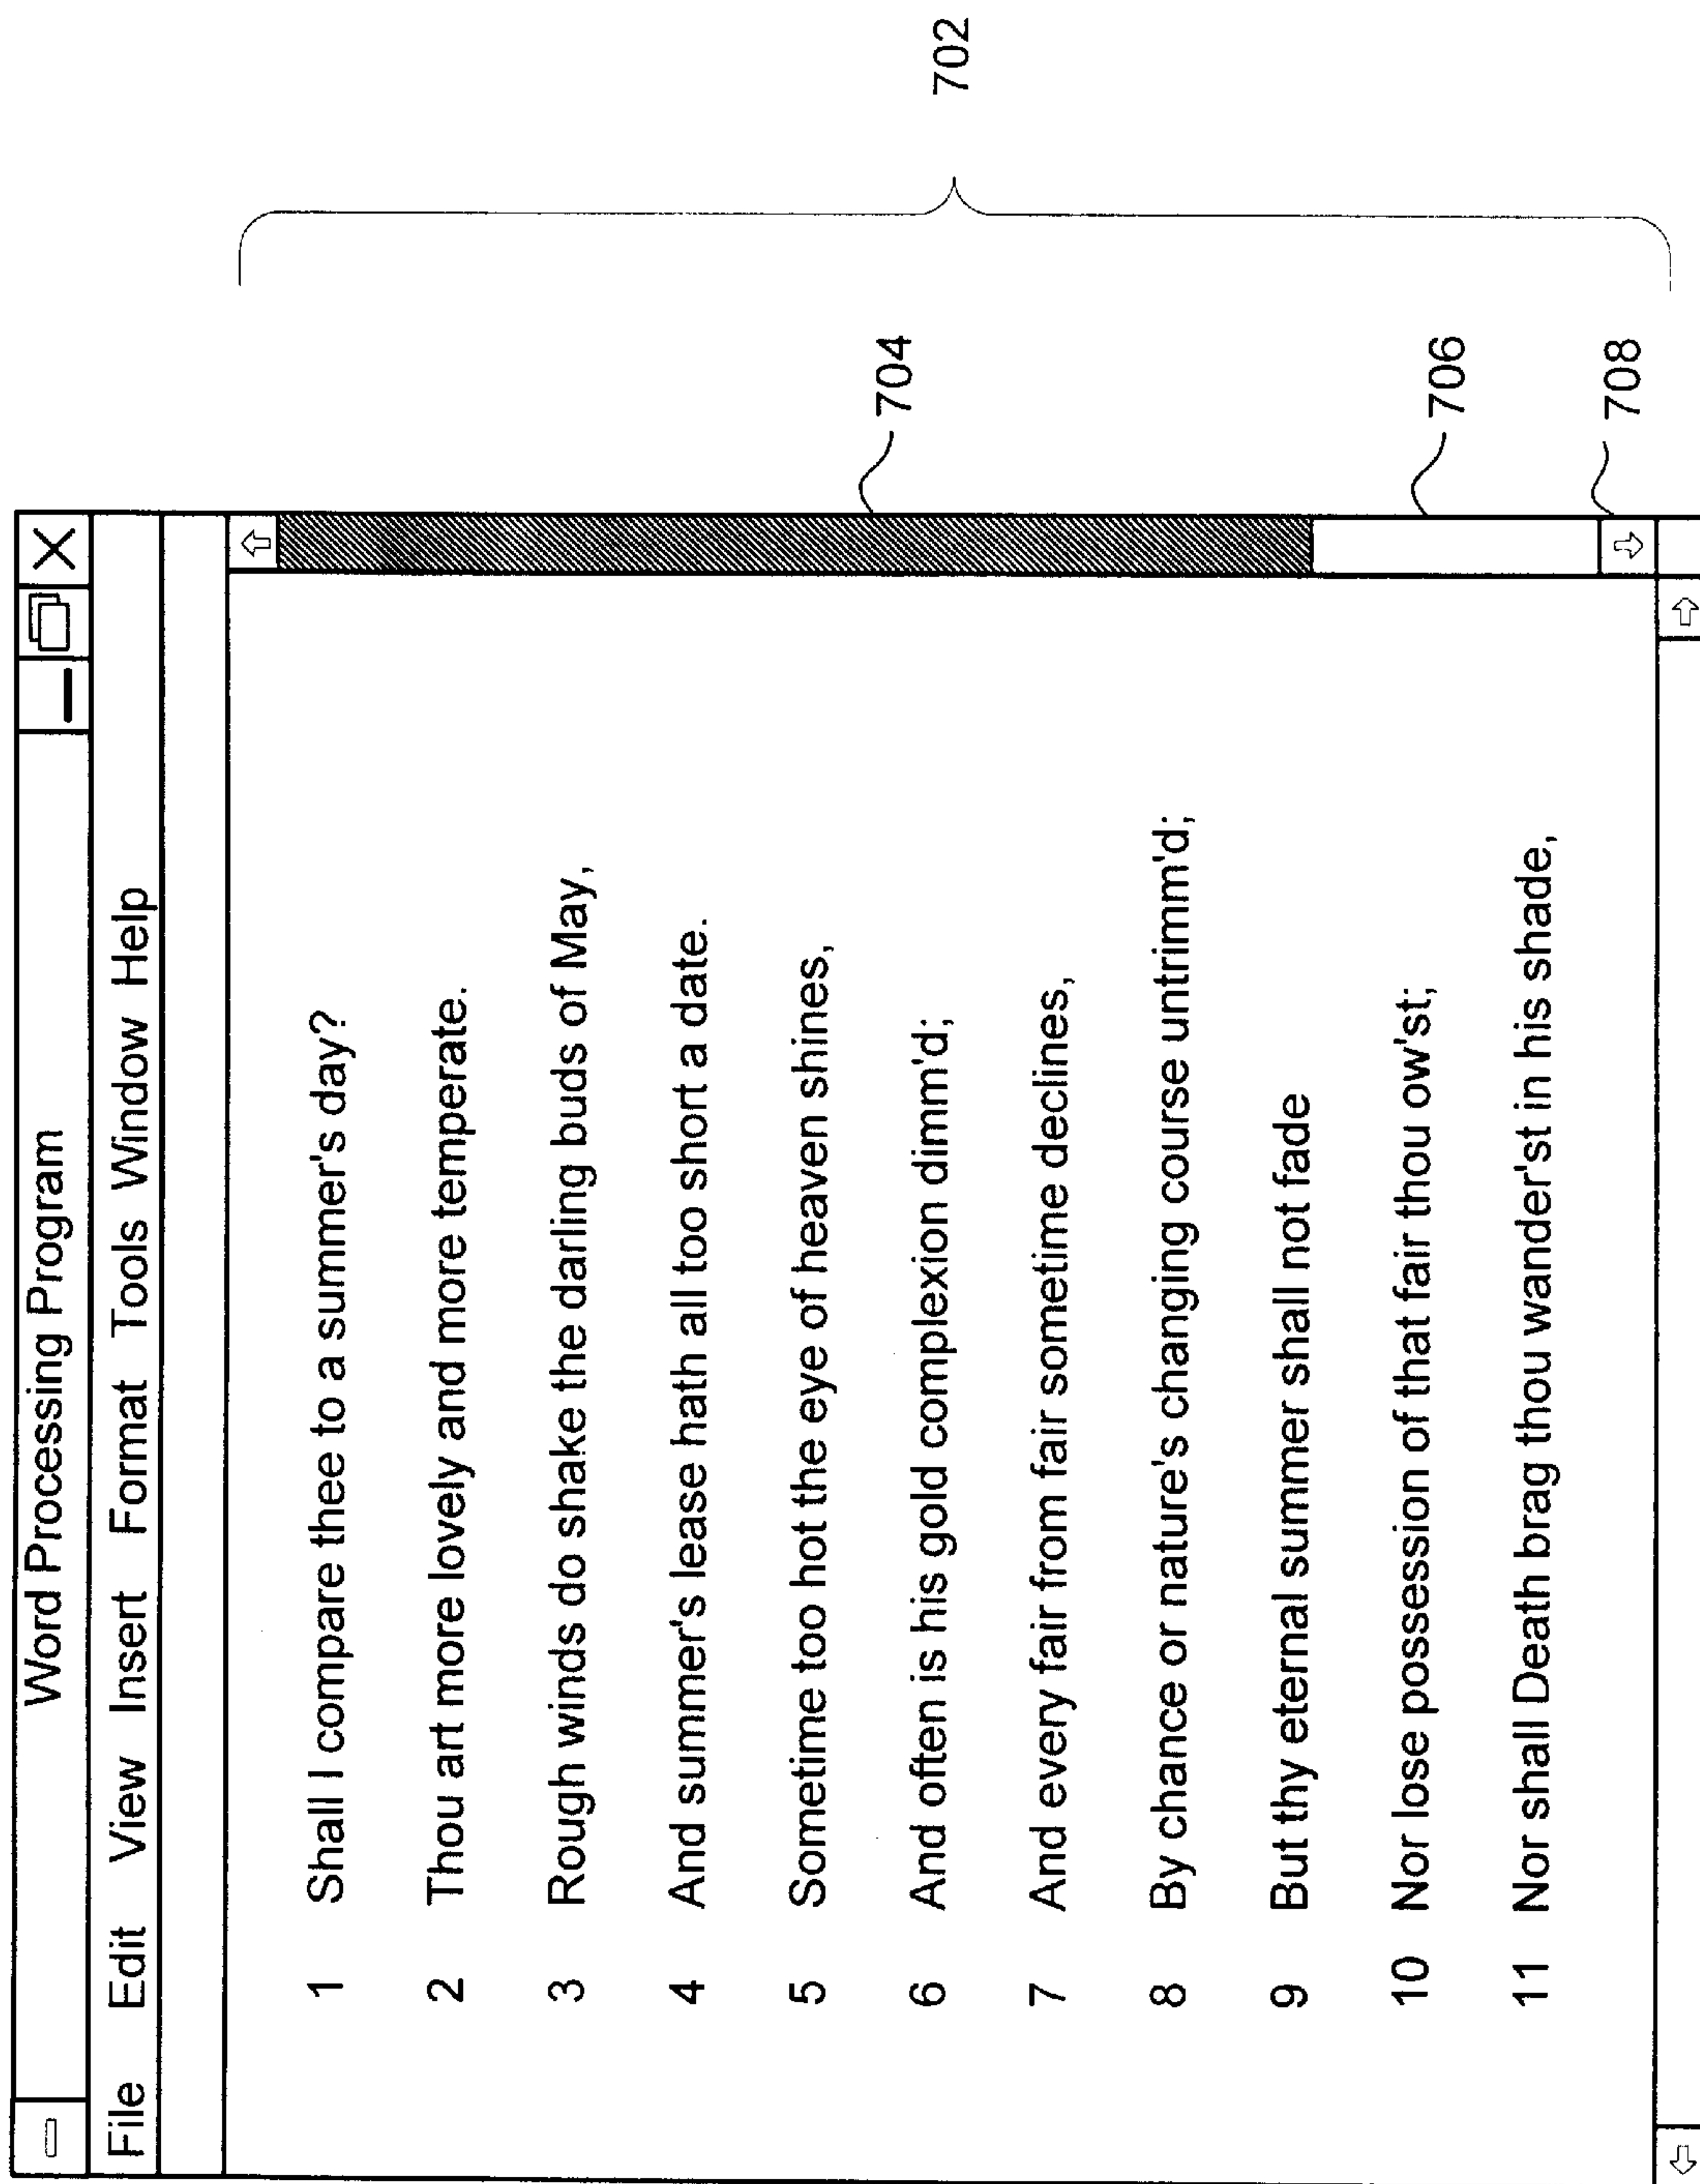 Word Processing Program
File Edit View Insert Format Tools Window Help
1 Shall I compare thee to a summer's day?
2 Thou art more lovely and more temperate.
3 Rough winds do shake the darling buds of May,
4 And summer's lease hath all too short a date.
5 Sometime too hot the eye of heaven shines,
6 And often is his gold complexion dimm'd;
7 And every fair from fair sometime declines,
8 By chance or nature's changing course untrimm'd;
9 But thy eternal summer shall not fade
10 Nor lose possession of that fair thou ow'st;
11 Nor shall Death brag thou wander'st in his shade,
702
704
706
708